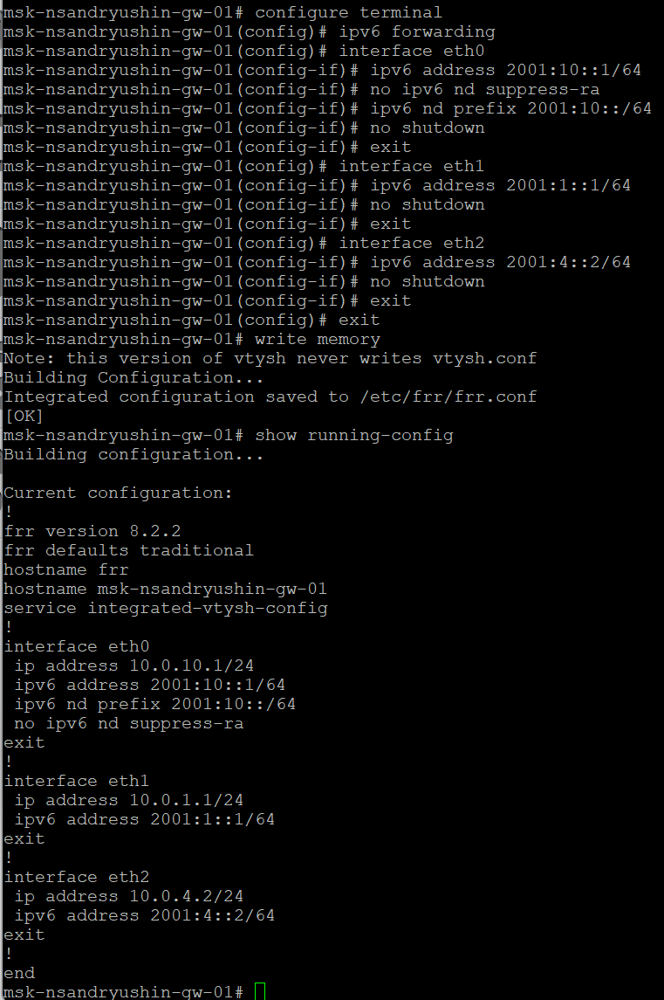 msk-nsandryushin-gw-01# configure terminal
msk-nsandryushin-gw-01(config)# ipv6 forwarding
msk-nsandryushin-gw-01(config)# interface eth0
msk-nsandryushin-gw-01(config-if)# ipv6 address 2001:10::1/64
msk-nsandryushin-gw-01(config-if)# no ipv6 nd suppress-ra
msk-nsandryushin-gw-01(config-if)# ipv6 nd prefix 2001:10::/64
msk-nsandryushin-gw-01(config-if)# no shutdown
msk-nsandryushin-gw-01(config-if)# exit
msk-nsandryushin-gw-01(config)# interface eth1
msk-nsandryushin-gw-01(config-if)# ipv6 address 2001:1::1/64
msk-nsandryushin-gw-01(config-if)# no shutdown
msk-nsandryushin-gw-01(config-if)# exit
msk-nsandryushin-gw-01(config)# interface eth2
msk-nsandryushin-gw-01(config-if)# ipv6 address 2001:4::2/64
msk-nsandryushin-gw-01(config-if)# no shutdown
msk-nsandryushin-gw-01(config-if)# exit
msk-nsandryushin-gw-01(config)# exit
msk-nsandryushin-gw-01# write memory
Note: this version of vtysh never writes vtysh.conf
Building Configuration...
Integrated configuration saved to /etc/frr/frr.conf
[OK]
msk-nsandryushin-gw-01# show running-config
Building configuration...

Current configuration:
!
frr version 8.2.2
frr defaults traditional
hostname frr
hostname msk-nsandryushin-gw-01
service integrated-vtysh-config
!
interface eth0
 ip address 10.0.10.1/24
 ipv6 address 2001:10::1/64
 ipv6 nd prefix 2001:10::/64
 no ipv6 nd suppress-ra
exit
!
interface eth1
 ip address 10.0.1.1/24
 ipv6 address 2001:1::1/64
exit
!
interface eth2
 ip address 10.0.4.2/24
 ipv6 address 2001:4::2/64
exit
!
end
msk-nsandryushin-gw-01#